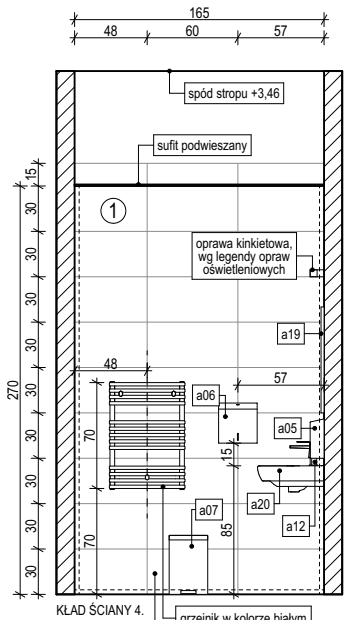 165
48 60 57
spód stropu +3,46
sufit podwieszany
15
30
1
30
oprawa kinkietowa,
wg legendy opraw
oświetleniowych
30
30
a19
270
48
57
a06
30
a05
70
15
30
a20
a12
85
30
a07
70
30
30
KŁAD ŚCIANY 4.
grzejnik w kolorze białym